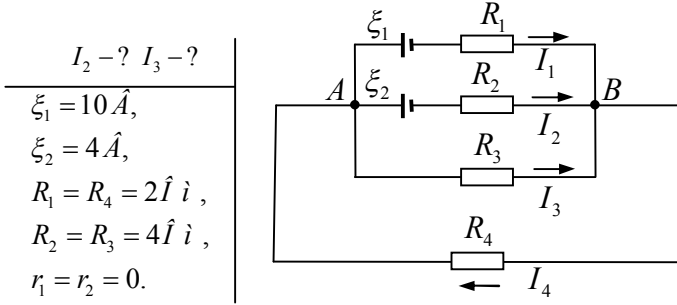 I₂ – ? I₃ – ?
ξ₁ = 10 Â,
ξ₂ = 4 Â,
R₁ = R₄ = 2Î ì ,
R₂ = R₃ = 4Î ì ,
r₁ = r₂ = 0.
ξ₁ R₁
I₁
A ξ₂ R₂ B
I₂
R₃
I₃
R₄
I₄